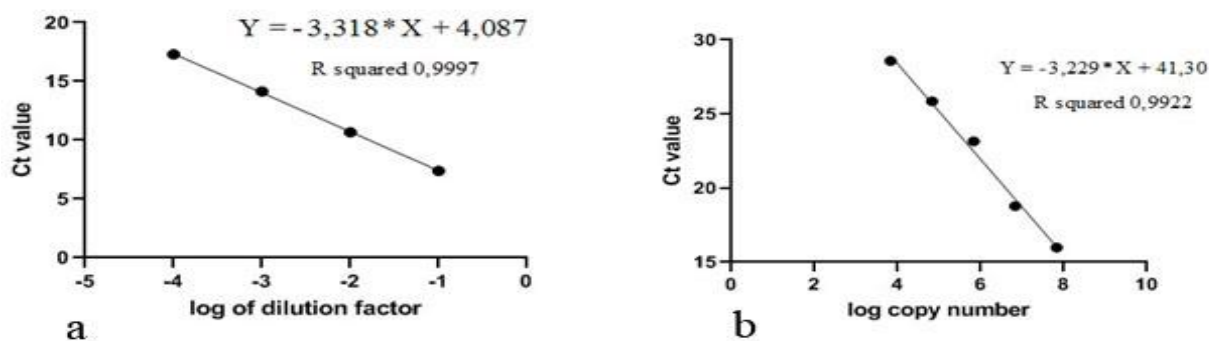 Y = -3,318* X + 4,087
R squared 0,9997
Ct value
20
15
10
5
0
-5
-4
-3
-2
-1
0
log of dilution factor
a
Y = -3,229* X + 41,30
R squared 0,9922
Ct value
30
25
20
15
0
2
4
6
8
10
log copy number
b